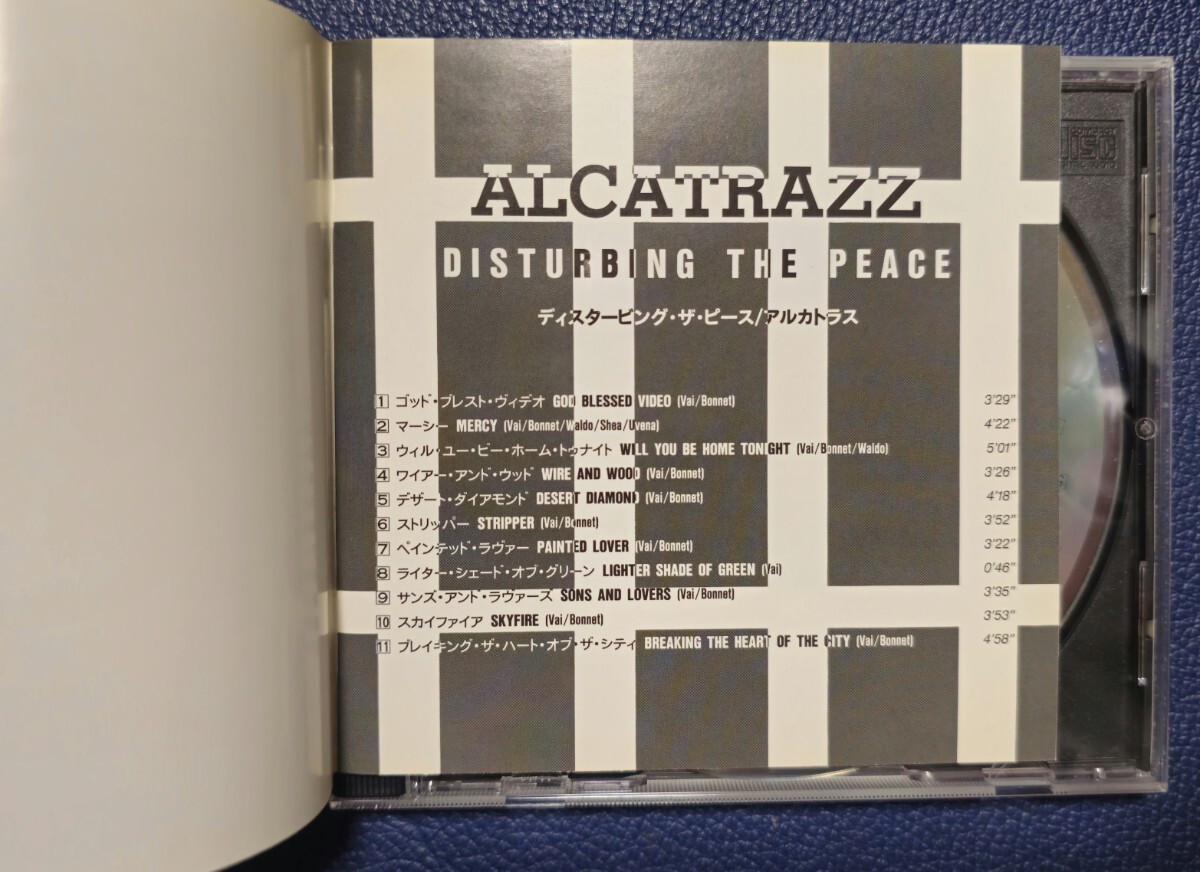 ALCATRAZZ
DISTURBING THE PEACE
ディスタービング・ザ・ピース/アルカトラス
1 ゴッド・ブレスト・ヴィデオ GOD BLESSED VIDEO (Vai/Bonnet) 3'29"
2 マーシー MERCY (Vai/Bonnet/Waldo/Shea/Uvena) 4'22"
3 ウィル・ユー・ビー・ホーム・トゥナイト WILL YOU BE HOME TONIGHT (Vai/Bonnet/Waldo) 5'01"
4 ワイアー・アンド・ウッド WIRE AND WOOD (Vai/Bonnet) 3'26"
5 デザート・ダイアモンド DESERT DIAMOND (Vai/Bonnet) 4'18"
6 ストリッパー STRIPPER (Vai/Bonnet) 3'52"
7 ペインテッド・ラヴァー PAINTED LOVER (Vai/Bonnet) 3'22"
8 ライター・シェード・オブ・グリーン LIGHTER SHADE OF GREEN (Vai) 0'46"
9 サンズ・アンド・ラヴァーズ SONS AND LOVERS (Vai/Bonnet) 3'35"
10 スカイファイア SKYFIRE (Vai/Bonnet) 3'53"
11 ブレイキング・ザ・ハート・オブ・ザ・シティ BREAKING THE HEART OF THE CITY (Vai/Bonnet) 4'58"